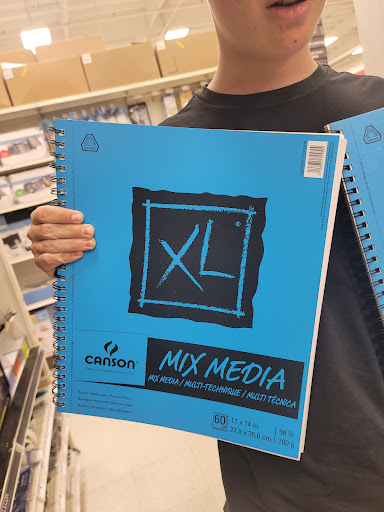 XL
®
CANSON
MIX MEDIA
MIX MEDIA / MULTI-TECHNIQUE / MULTI TÉCNICA
60
11 x 14 in
27,9 x 35,6 cm
98 lb
160 g